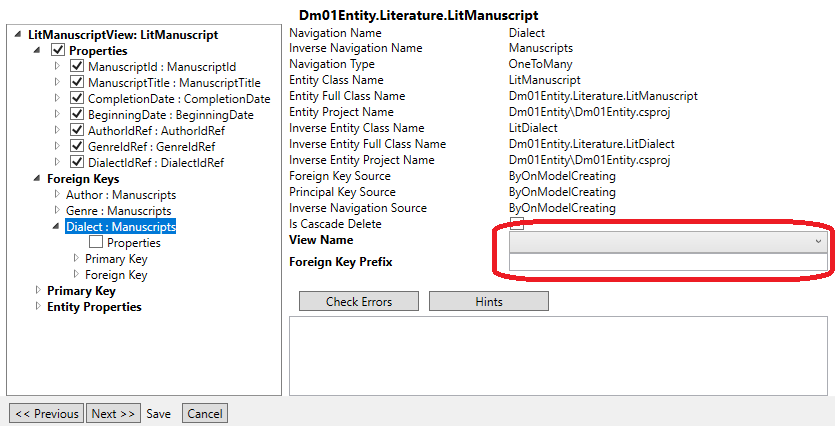 Dm01Entity.Literature.LitManuscript
LitManuscriptView: LitManuscript
Properties
ManuscriptId : ManuscriptId
ManuscriptTitle : ManuscriptTitle
CompletionDate : CompletionDate
BeginningDate : BeginningDate
AuthorIdRef : AuthorIdRef
GenreIdRef : GenreIdRef
DialectIdRef : DialectIdRef
Foreign Keys
Author : Manuscripts
Genre : Manuscripts
Dialect : Manuscripts
Properties
Primary Key
Foreign Key
Primary Key
Entity Properties
Navigation Name Dialect
Inverse Navigation Name Manuscripts
Navigation Type OneToMany
Entity Class Name LitManuscript
Entity Full Class Name Dm01Entity.Literature.LitManuscript
Entity Project Name Dm01Entity\Dm01Entity.csproj
Inverse Entity Class Name LitDialect
Inverse Entity Full Class Name Dm01Entity.Literature.LitDialect
Inverse Entity Project Name Dm01Entity\Dm01Entity.csproj
Foreign Key Source ByOnModelCreating
Principal Key Source ByOnModelCreating
Inverse Navigation Source ByOnModelCreating
Is Cascade Delete
View Name
Foreign Key Prefix
Check Errors Hints
<< Previous Next >> Save Cancel